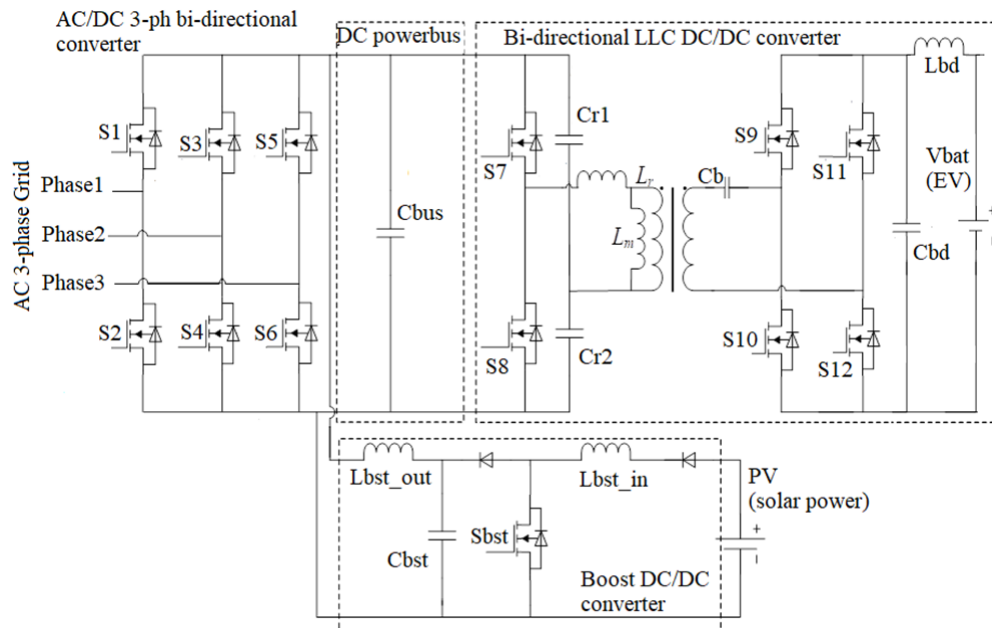 AC/DC 3-ph bi-directional
converter
DC powerbus
Bi-directional LLC DC/DC converter
Lbd
S1
S3
S5
Cr1
S9
S7
S11
Vbat
(EV)
AC 3-phase Grid
Phase1
Phase2
Phase3
Cbus
Lr
Lm
Cb
+
-
Cbd
S2
S4
S6
S8
Cr2
S10
S12
Lbst_out
Lbst_in
PV
(solar power)
Cbst
Sbst
+
-
Boost DC/DC
converter